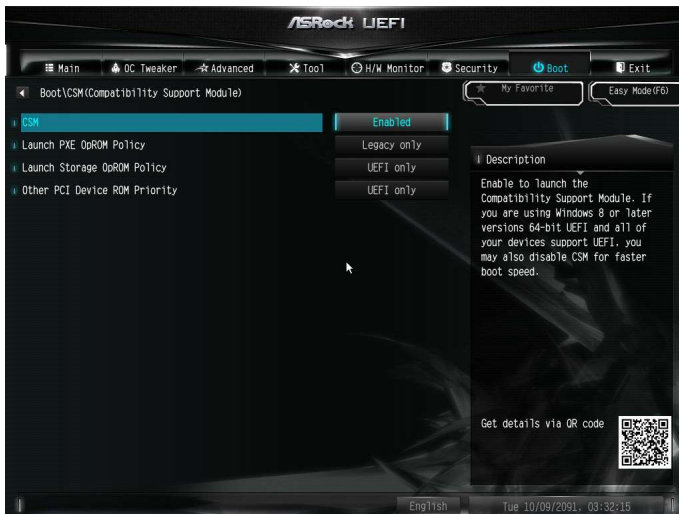 ASRock UEFI
Main OC Tweaker Advanced Tool H/W Monitor Security Boot Exit
Boot\CSM(Compatibility Support Module)
My Favorite
Easy Mode(F6)
CSM Enabled
Launch PXE OpROM Policy Legacy only
Launch Storage OpROM Policy UEFI only
Other PCI Device ROM Priority UEFI only
Description
Enable to launch the
Compatibility Support Module. If
you are using Windows 8 or later
versions 64-bit UEFI and all of
your devices support UEFI, you
may also disable CSM for faster
boot speed.
Get details via QR code
English
Tue 10/09/2091. 03:32:15